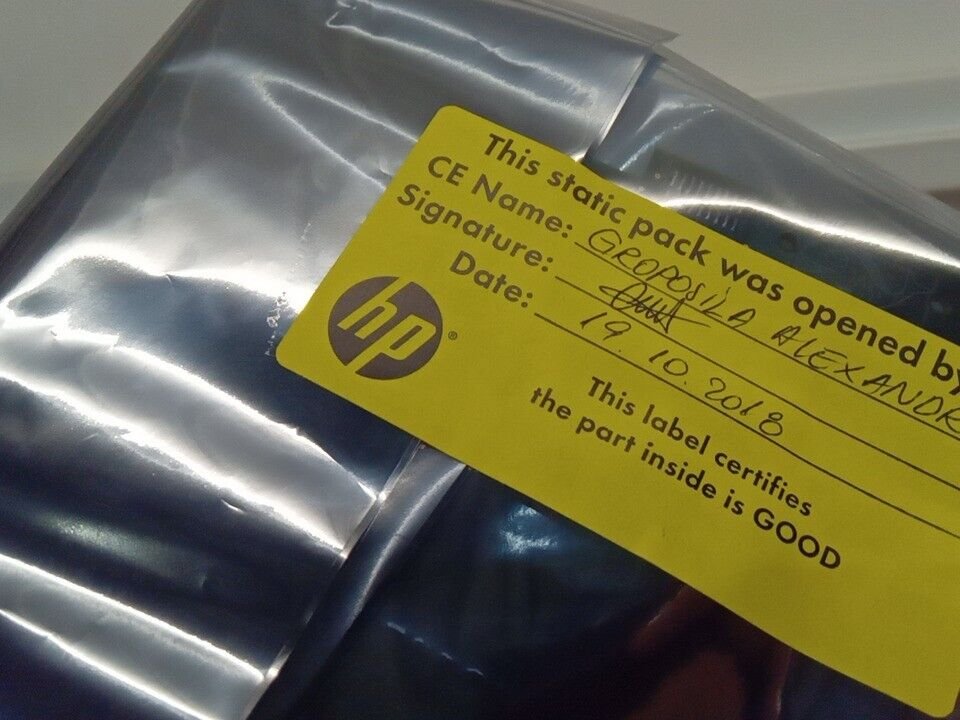 This static pack was opened by
CE Name: GROPOSILA ALEXANDR
Signature:
Date: 19.10.2018
hp®
This label certifies
the part inside is GOOD